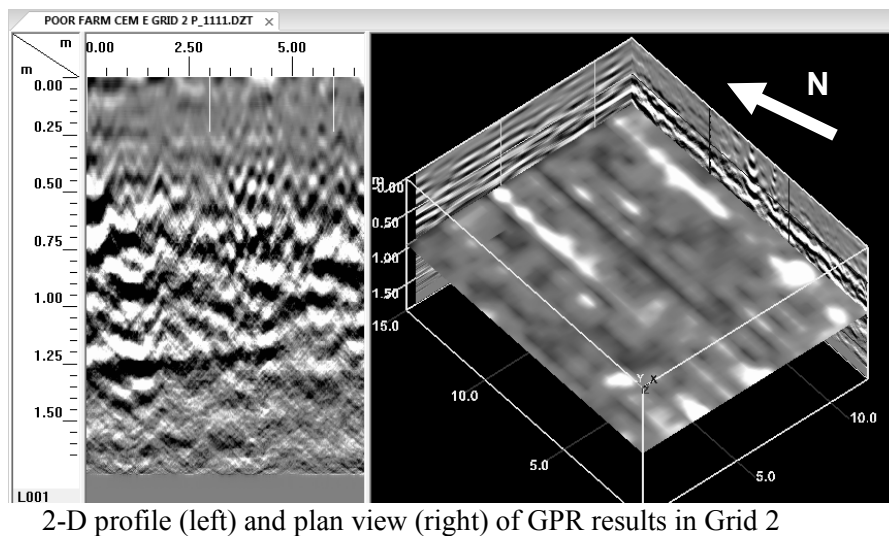 POOR FARM CEM E GRID 2 P_1111.DZT ×
m 0.00 2.50 5.00
m
0.00
0.25
0.50
0.75
1.00
1.25
1.50
L001
N
m
0.00
0.50
1.00
1.50
15.0
10.0
5.0
Y X
Z
5.0
10.0
2-D profile (left) and plan view (right) of GPR results in Grid 2